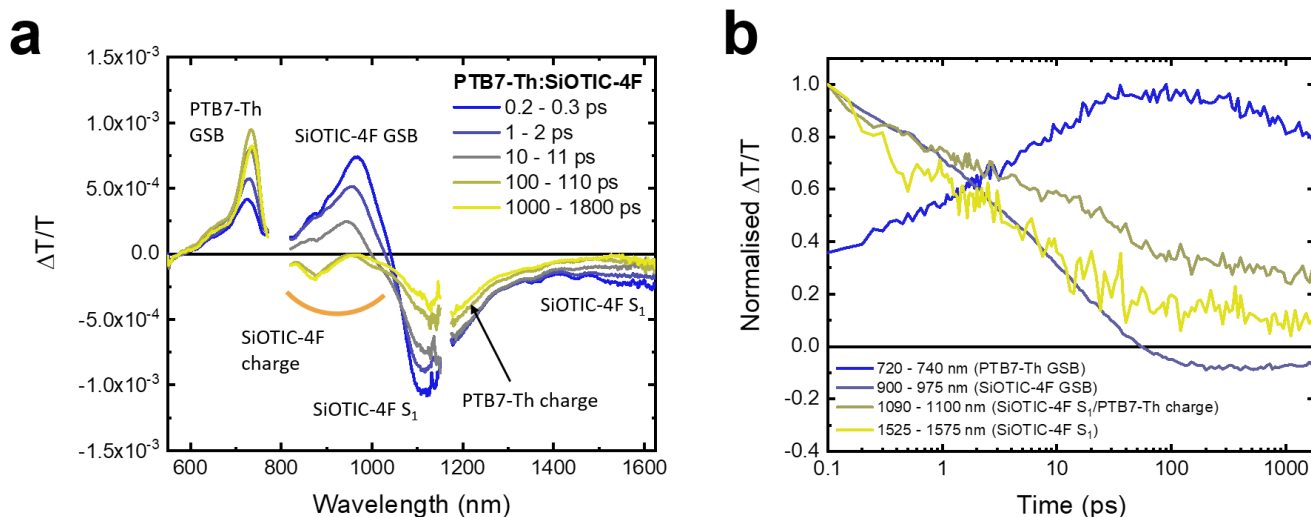 a
1.5x10⁻³
1.0x10⁻³
5.0x10⁻⁴
0.0
-5.0x10⁻⁴
-1.0x10⁻³
-1.5x10⁻³
ΔT/T
600 800 1000 1200 1400 1600
Wavelength (nm)
PTB7-Th
GSB
SiOTIC-4F GSB
PTB7-Th:SiOTIC-4F
0.2 - 0.3 ps
1 - 2 ps
10 - 11 ps
100 - 110 ps
1000 - 1800 ps
SiOTIC-4F
charge
SiOTIC-4F S₁
PTB7-Th charge
SiOTIC-4F S₁
b
1.0
0.8
0.6
0.4
0.2
0.0
-0.2
-0.4
Normalised ΔT/T
0.1 1 10 100 1000
Time (ps)
720 - 740 nm (PTB7-Th GSB)
900 - 975 nm (SiOTIC-4F GSB)
1090 - 1100 nm (SiOTIC-4F S₁/PTB7-Th charge)
1525 - 1575 nm (SiOTIC-4F S₁)